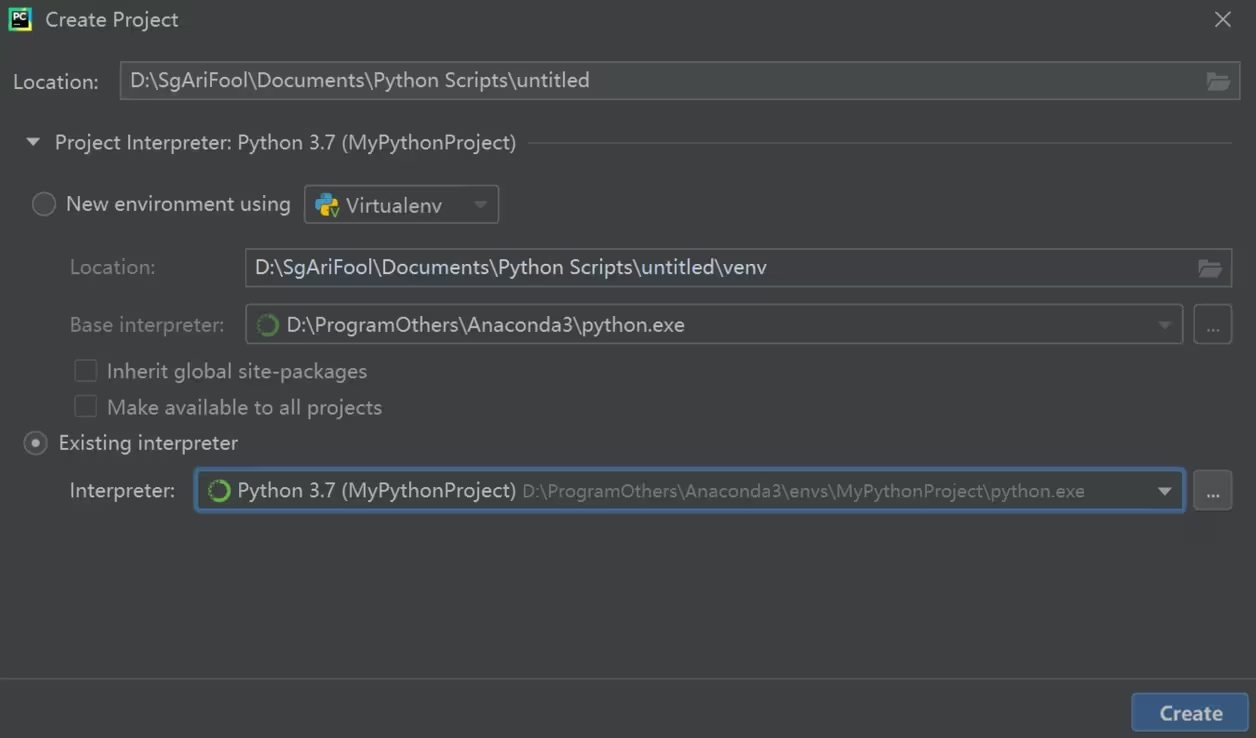 PC Create Project
Location: D:\SgAriFool\Documents\Python Scripts\untitled
Project Interpreter: Python 3.7 (MyPythonProject)
New environment using Virtualenv
Location: D:\SgAriFool\Documents\Python Scripts\untitled\venv
Base interpreter: D:\ProgramOthers\Anaconda3\python.exe ...
Inherit global site-packages
Make available to all projects
Existing interpreter
Interpreter: Python 3.7 (MyPythonProject) D:\ProgramOthers\Anaconda3\envs\MyPythonProject\python.exe ...
Create